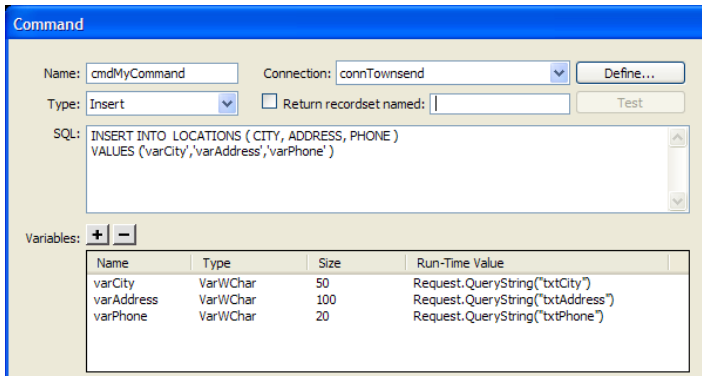 Command
Name: cmdMyCommand Connection: connTownsend Define...
Type: Insert Return recordset named: Test
SQL: INSERT INTO LOCATIONS ( CITY, ADDRESS, PHONE )
VALUES ('varCity','varAddress','varPhone' )
Variables:
Name Type Size Run-Time Value
varCity VarWChar 50 Request.QueryString("txtCity")
varAddress VarWChar 100 Request.QueryString("txtAddress")
varPhone VarWChar 20 Request.QueryString("txtPhone")